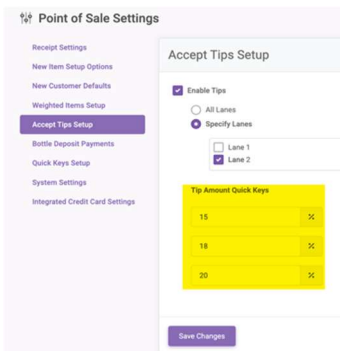 Point of Sale Settings
Receipt Settings
New Item Setup Options
New Customer Defaults
Weighted Items Setup
Accept Tips Setup
Bottle Deposit Payments
Quick Keys Setup
System Settings
Integrated Credit Card Settings
Accept Tips Setup
Enable Tips
All Lanes
Specify Lanes
Lane 1
Lane 2
Tip Amount Quick Keys
15 %
18 %
20 %
Save Changes